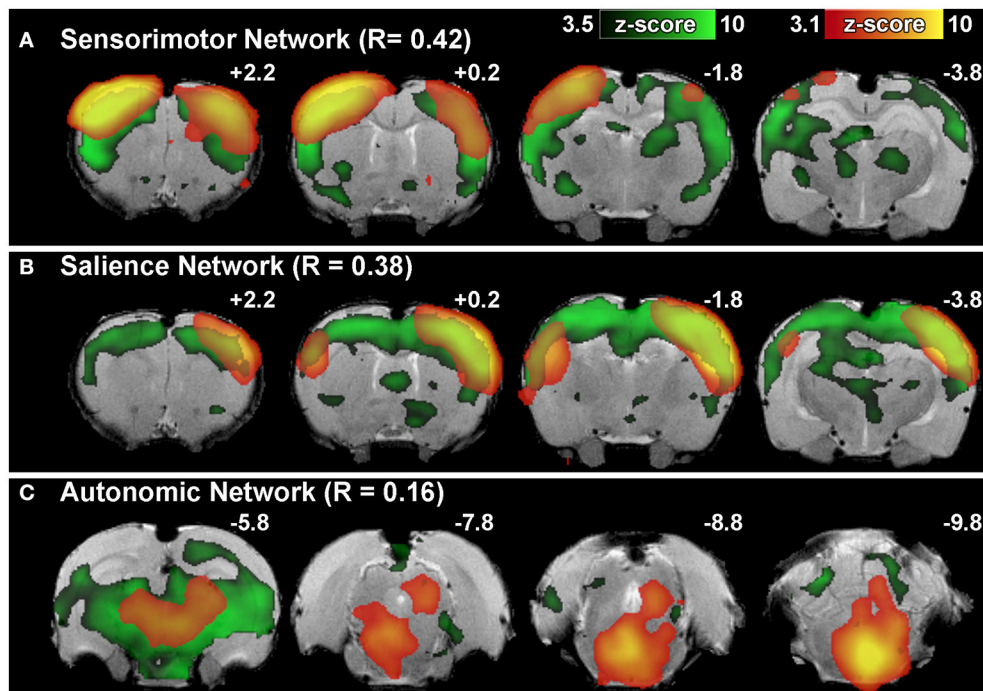 3.5 z-score 10 3.1 z-score 10
A Sensorimotor Network (R= 0.42)
+2.2 +0.2 -1.8 -3.8
B Salience Network (R = 0.38)
+2.2 +0.2 -1.8 -3.8
C Autonomic Network (R = 0.16)
-5.8 -7.8 -8.8 -9.8